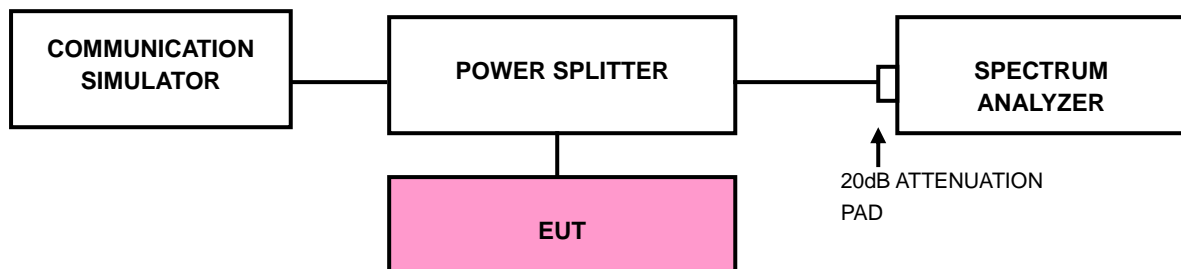 COMMUNICATION
SIMULATOR
POWER SPLITTER
SPECTRUM
ANALYZER
20dB ATTENUATION
PAD
EUT